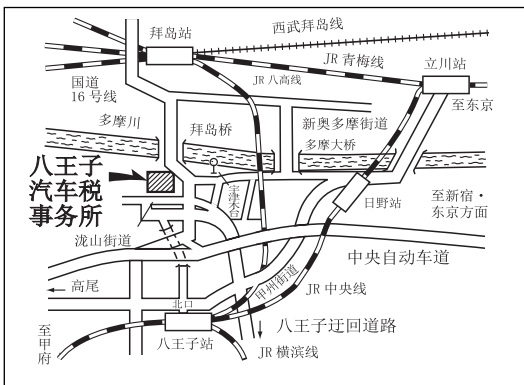 拜岛站
西武拜岛线
JR 青梅线
JR 八高线
立川站
至东京
国道
16号线
多摩川
拜岛桥
新奥多摩街道
多摩大桥
八王子
汽车税
事务所
宇津木台
日野站
至新宿·
东京方面
泷山街道
中央自动车道
甲州街道
JR 中央线
高尾
北口
八王子迂回道路
八王子站
至甲府
JR 横滨线